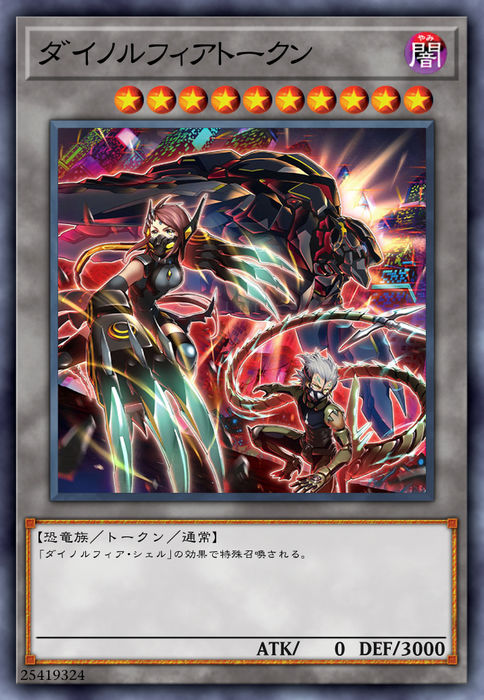 ダイノルフィアトークン
やみ
闇
【恐竜族／トークン／通常】
「ダイノルフィア・シェル」の効果で特殊召喚される。
ATK/ 0 DEF/3000
25419324